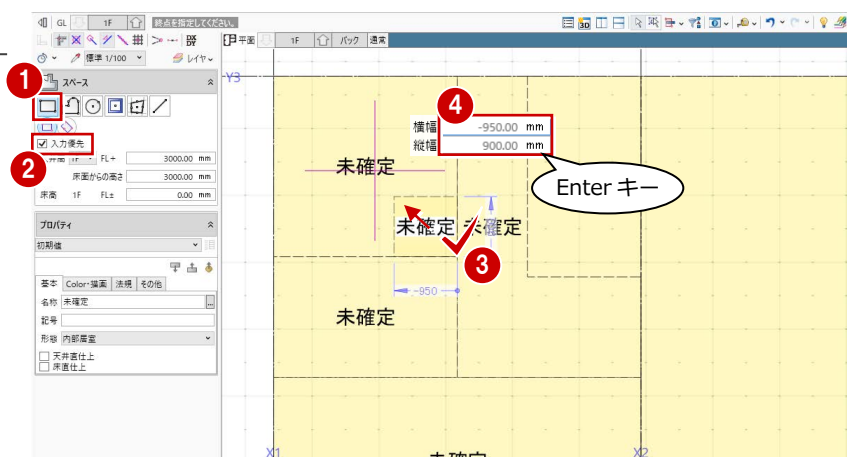 GL 1F 終点を指定してください。
平面 1F バック 通常
標準 1/100 レイヤ
1
スペース
Y3
4
横幅 -950.00 mm
縦幅 900.00 mm
入力優先
2
1F FL+ 3000.00 mm
床面からの高さ 3000.00 mm
床高 1F FL± 0.00 mm
未確定
Enter キー
プロパティ
未確定 未確定
初期値
3
基本 Color・描画 法規 その他
-950
名称 未確定
記号
未確定
形態 内部居室
天井直仕上
床直仕上
X1
X2